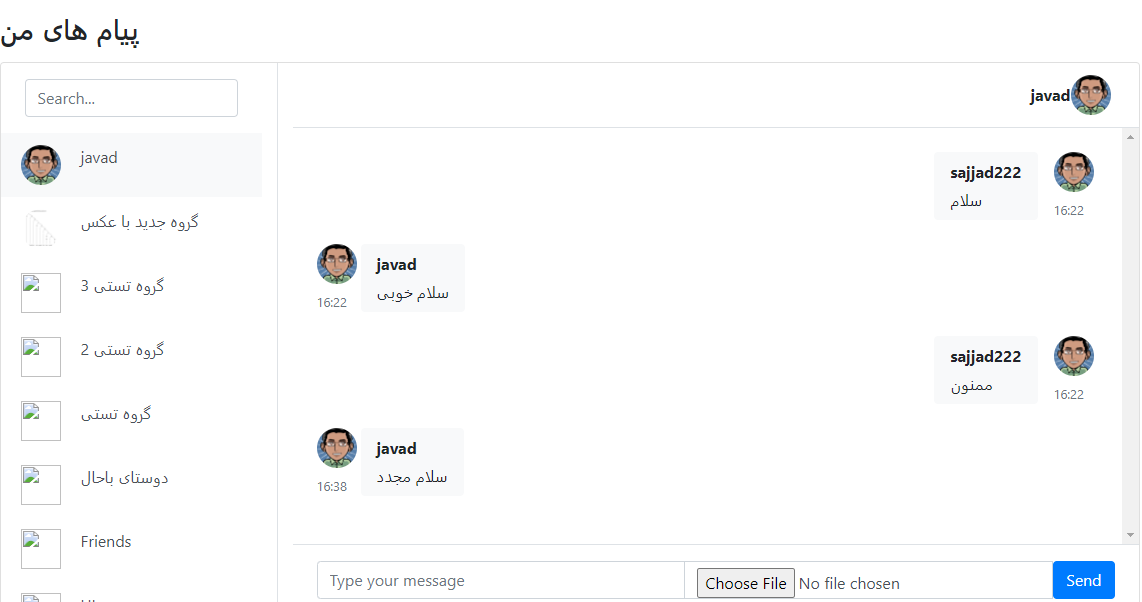 پیام های من
Search...
javad
گروه جدید با عکس
گروه تستی 3
گروه تستی 2
گروه تستی
دوستای باحال
Friends
javad
sajjad222
سلام
16:22
javad
سلام خوبی
16:22
sajjad222
ممنون
16:22
javad
سلام مجدد
16:38
Type your message
Choose File No file chosen
Send